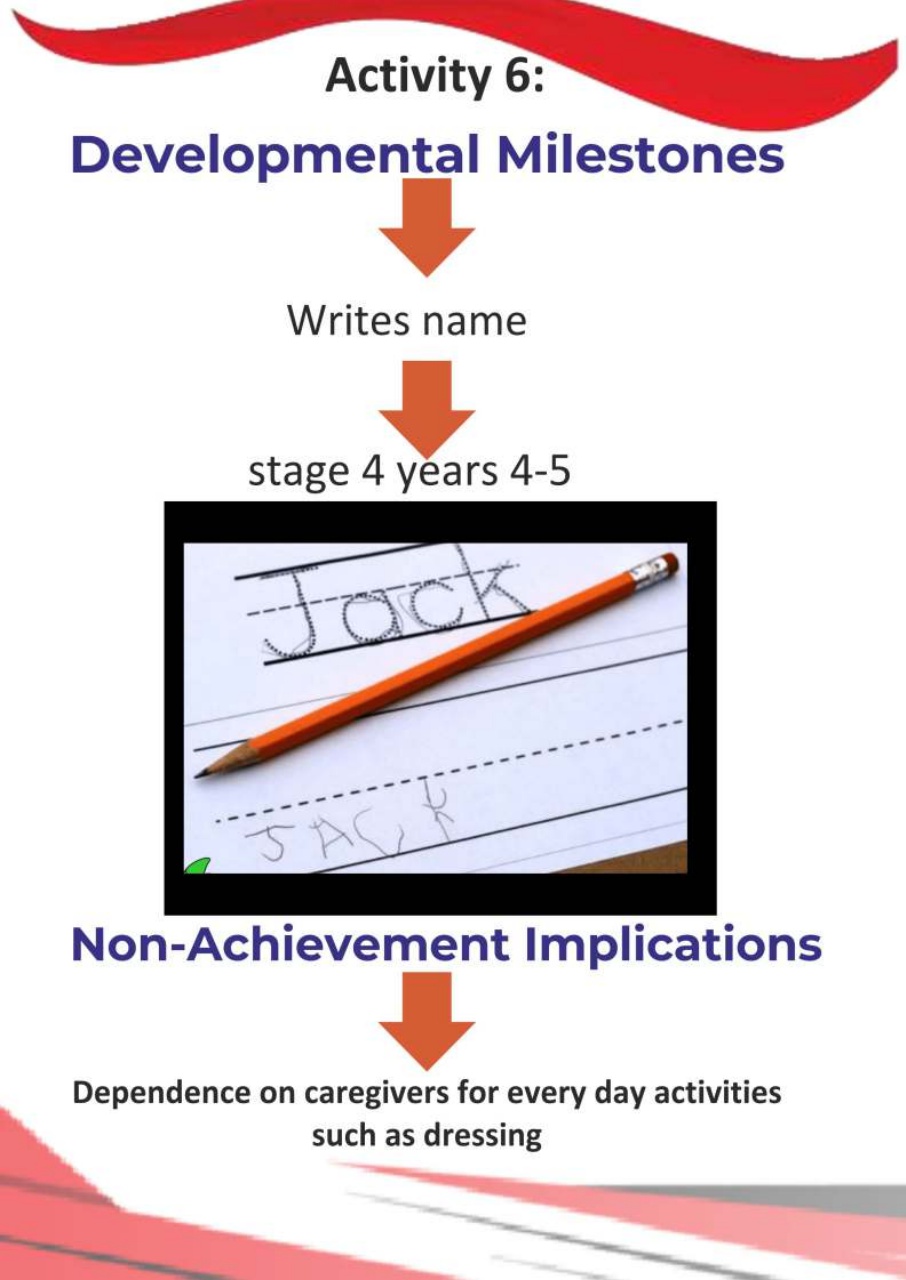 Activity 6:
Developmental Milestones
Writes name
stage 4 years 4-5
Jack
JACK
Non-Achievement Implications
Dependence on caregivers for every day activities
such as dressing